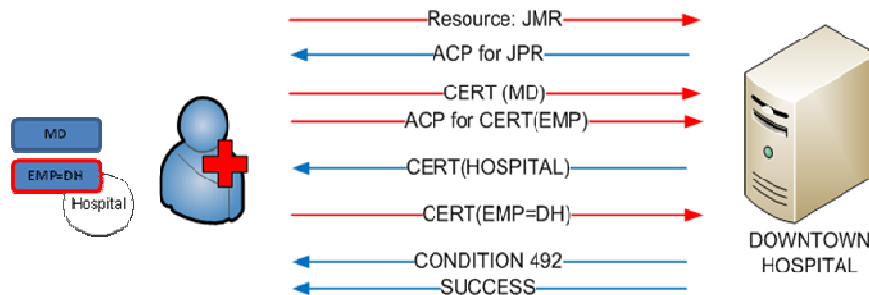 Resource: JMR
ACP for JPR
CERT (MD)
ACP for CERT(EMP)
CERT(HOSPITAL)
CERT(EMP=DH)
CONDITION 492
SUCCESS
MD
EMP=DH
Hospital
DOWNTOWN
HOSPITAL